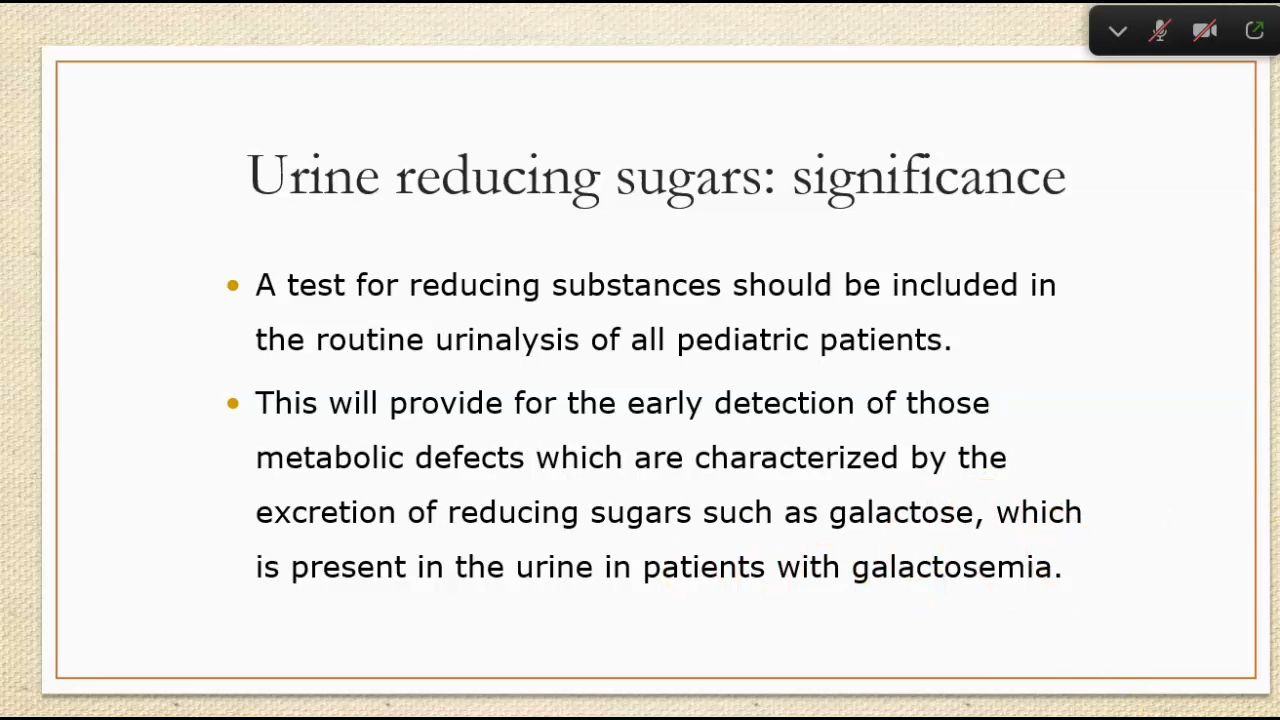 Urine reducing sugars: significance
• A test for reducing substances should be included in
the routine urinalysis of all pediatric patients.
• This will provide for the early detection of those
metabolic defects which are characterized by the
excretion of reducing sugars such as galactose, which
is present in the urine in patients with galactosemia.